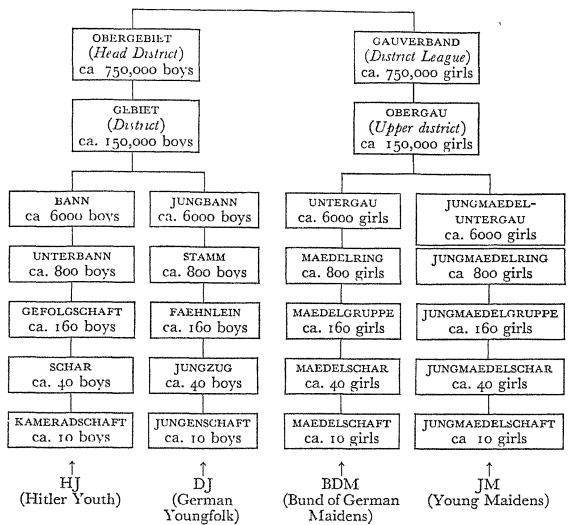 OBERGEBIET
(Head District)
ca 750,000 boys
GAUVERBAND
(District League)
ca. 750,000 girls
GEBIET
(District)
ca. 150,000 boys
OBERGAU
(Upper district)
ca 150,000 girls
BANN
ca 6000 boys
JUNGBANN
ca. 6000 boys
UNTERGAU
ca. 6000 girls
JUNGMAEDEL-
UNTERGAU
ca. 6000 girls
UNTERBANN
ca. 800 boys
STAMM
ca. 800 boys
MAEDELRING
ca. 800 girls
JUNGMAEDELRING
ca 800 girls
GEFOLGSCHAFT
ca. 160 boys
FAEHNLEIN
ca. 160 boys
MAEDELGRUPPE
ca. 160 girls
JUNGMAEDELGRUPPE
ca. 160 girls
SCHAR
ca. 40 boys
JUNGZUG
ca. 40 boys
MAEDELSCHAR
ca. 40 girls
JUNGMAEDELSCHAR
ca. 40 girls
KAMERADSCHAFT
ca. 10 boys
JUNGENSCHAFT
ca. 10 boys
MAEDELSCHAFT
ca. 10 girls
JUNGMAEDELSCHAFT
ca 10 girls
HJ
(Hitler Youth)
DJ
(German
Youngfolk)
BDM
(Bund of German
Maidens)
JM
(Young Maidens)